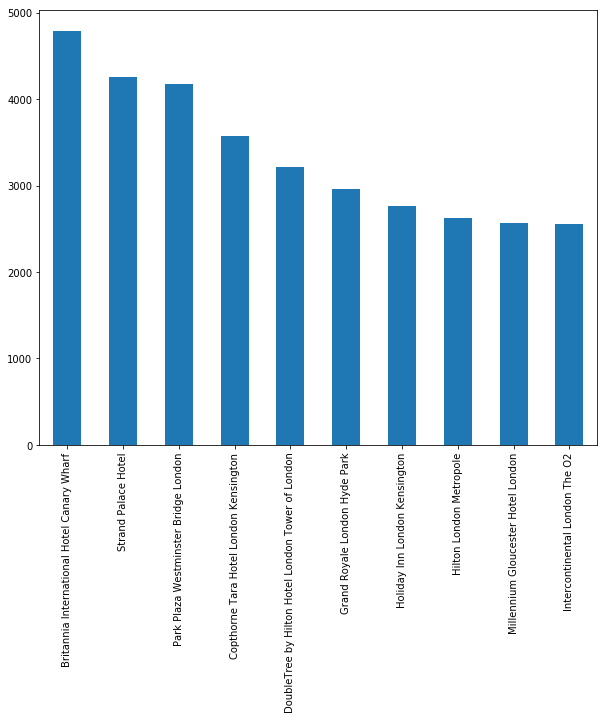 5000
4000
3000
2000
1000
0
Britannia International Hotel Canary Wharf
Strand Palace Hotel
Park Plaza Westminster Bridge London
Copthorne Tara Hotel London Kensington
DoubleTree by Hilton Hotel London Tower of London
Grand Royale London Hyde Park
Holiday Inn London Kensington
Hilton London Metropole
Millennium Gloucester Hotel London
Intercontinental London The O2